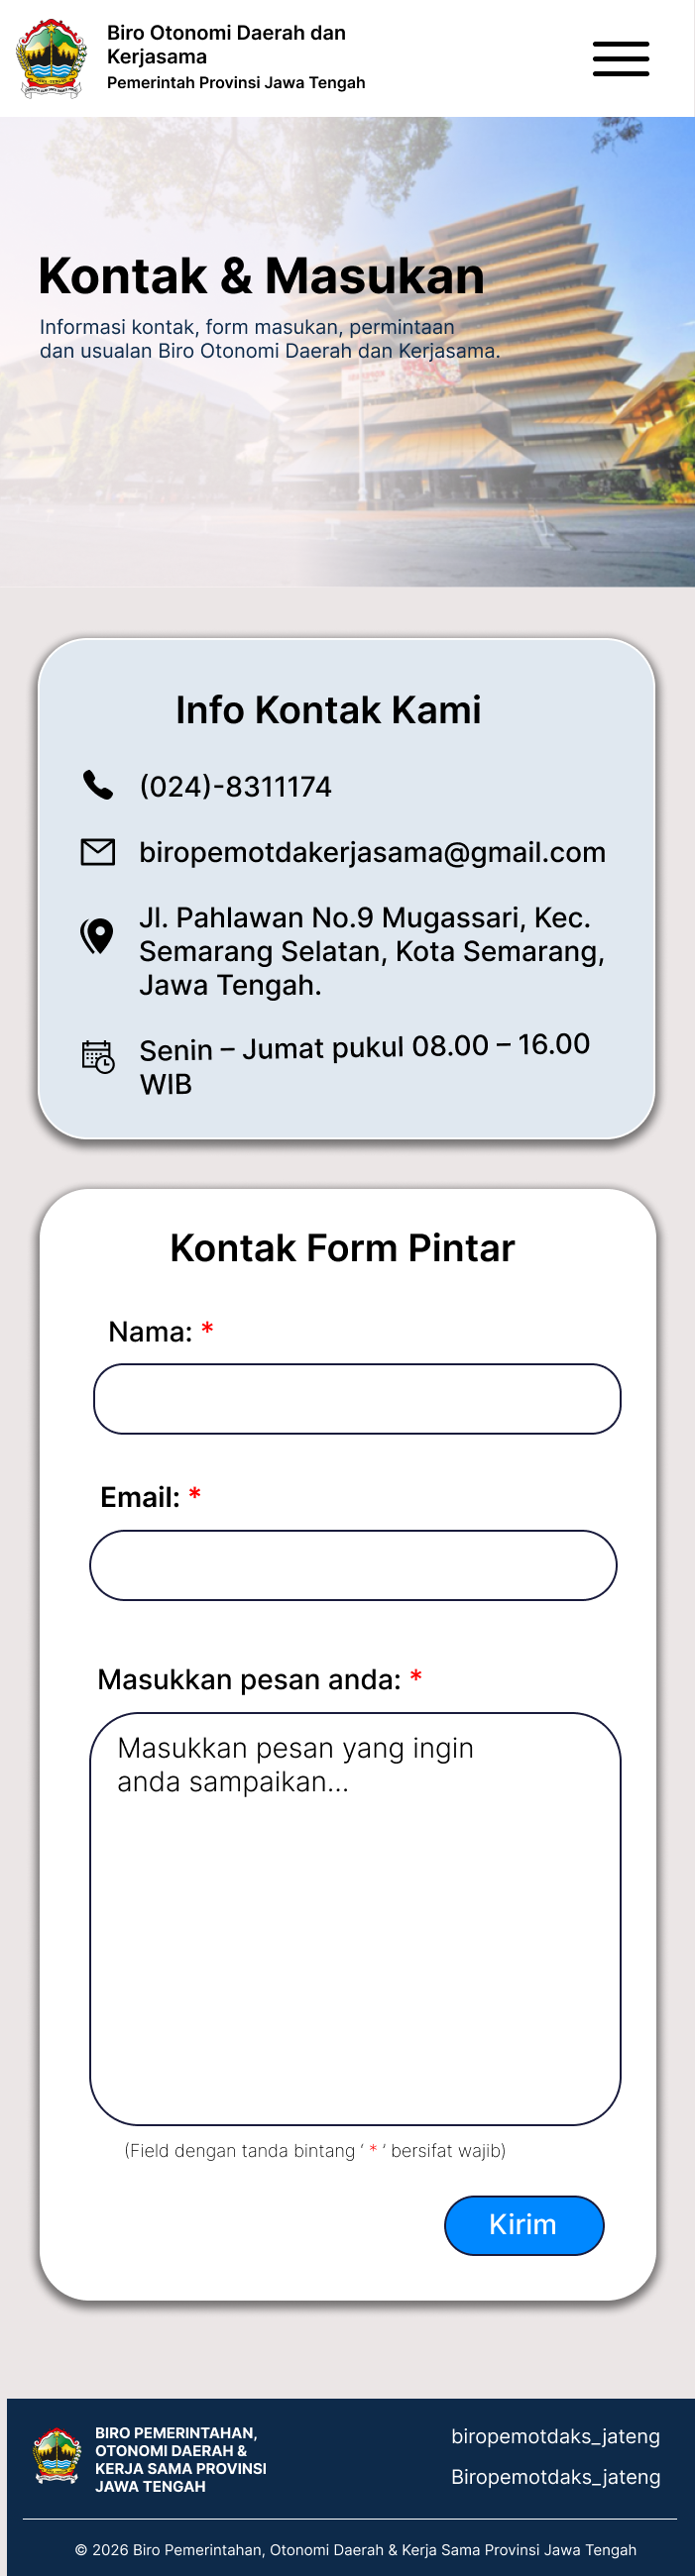 Biro Otonomi Daerah dan
Kerjasama
Pemerintah Provinsi Jawa Tengah
Kontak & Masukan
Informasi kontak, form masukan, permintaan
dan usualan Biro Otonomi Daerah dan Kerjasama.
Info Kontak Kami
(024)-8311174
biropemotdakerjasama@gmail.com
Jl. Pahlawan No.9 Mugassari, Kec.
Semarang Selatan, Kota Semarang,
Jawa Tengah.
Senin – Jumat pukul 08.00 – 16.00
WIB
Kontak Form Pintar
Nama: *
Email: *
Masukkan pesan anda: *
Masukkan pesan yang ingin
anda sampaikan...
(Field dengan tanda bintang ‘ * ‘ bersifat wajib)
Kirim
BIRO PEMERINTAHAN,
OTONOMI DAERAH &
KERJA SAMA PROVINSI
JAWA TENGAH
biropemotdaks_jateng
Biropemotdaks_jateng
© 2026 Biro Pemerintahan, Otonomi Daerah & Kerja Sama Provinsi Jawa Tengah